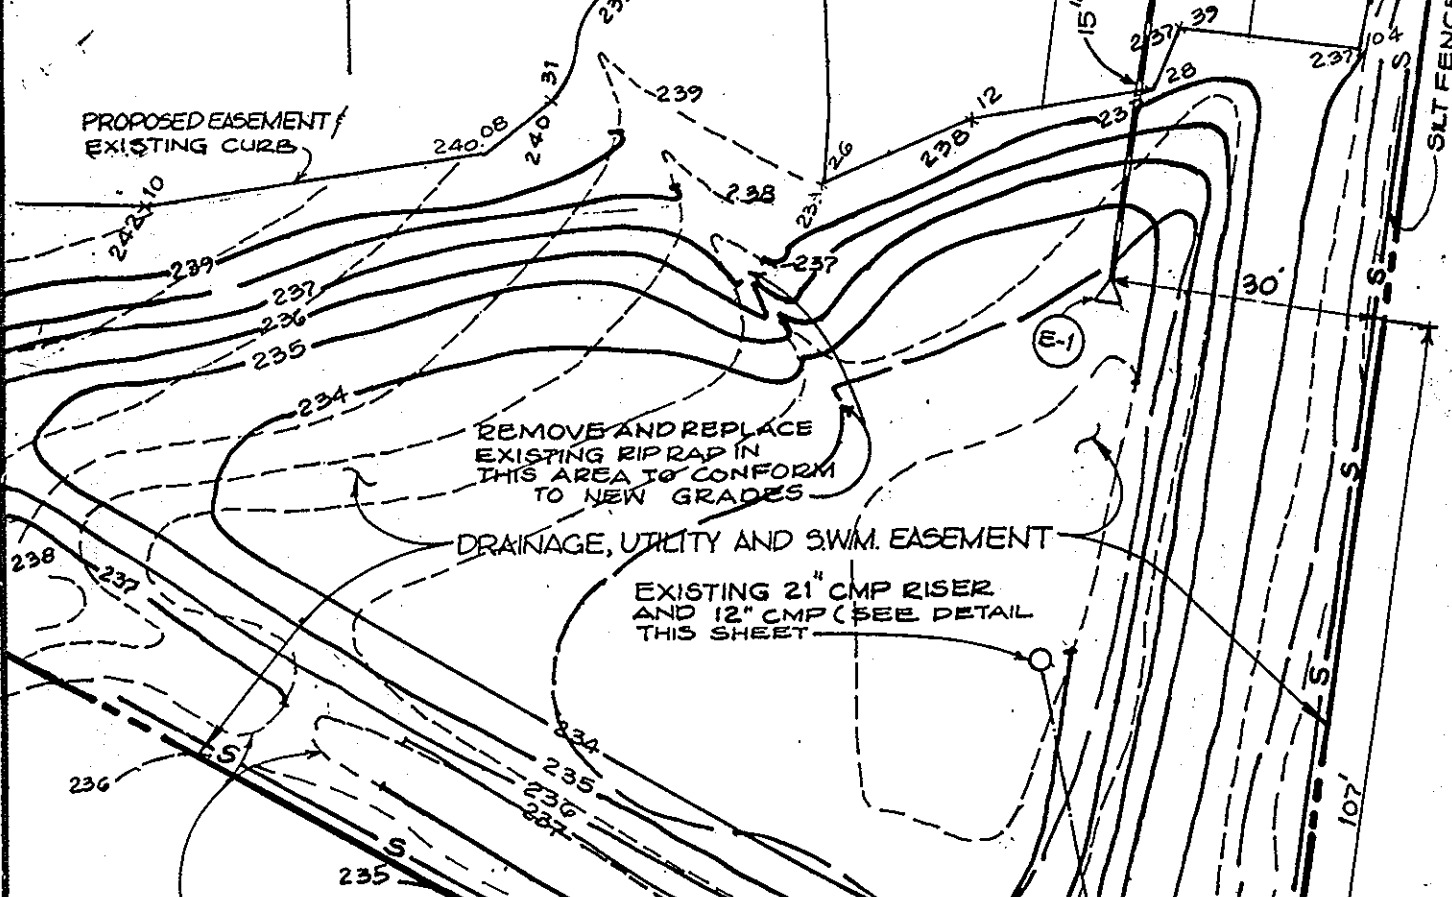 15"
237 x 39
237 04
S
SILT FENCE
28
240 x 31
239
PROPOSED EASEMENT
EXISTING CURB
240.08
238 x 12
237
26
242 x 10
238
239
237
237
30'
S
236
E-1
235
234
REMOVE AND REPLACE
EXISTING RIP RAP IN
THIS AREA TO CONFORM
TO NEW GRADES
S
DRAINAGE, UTILITY AND S.W.M. EASEMENT
238
237
EXISTING 21" CMP RISER
AND 12" CMP (SEE DETAIL
THIS SHEET
S
234
S
235
236
236
237
107'
S
235